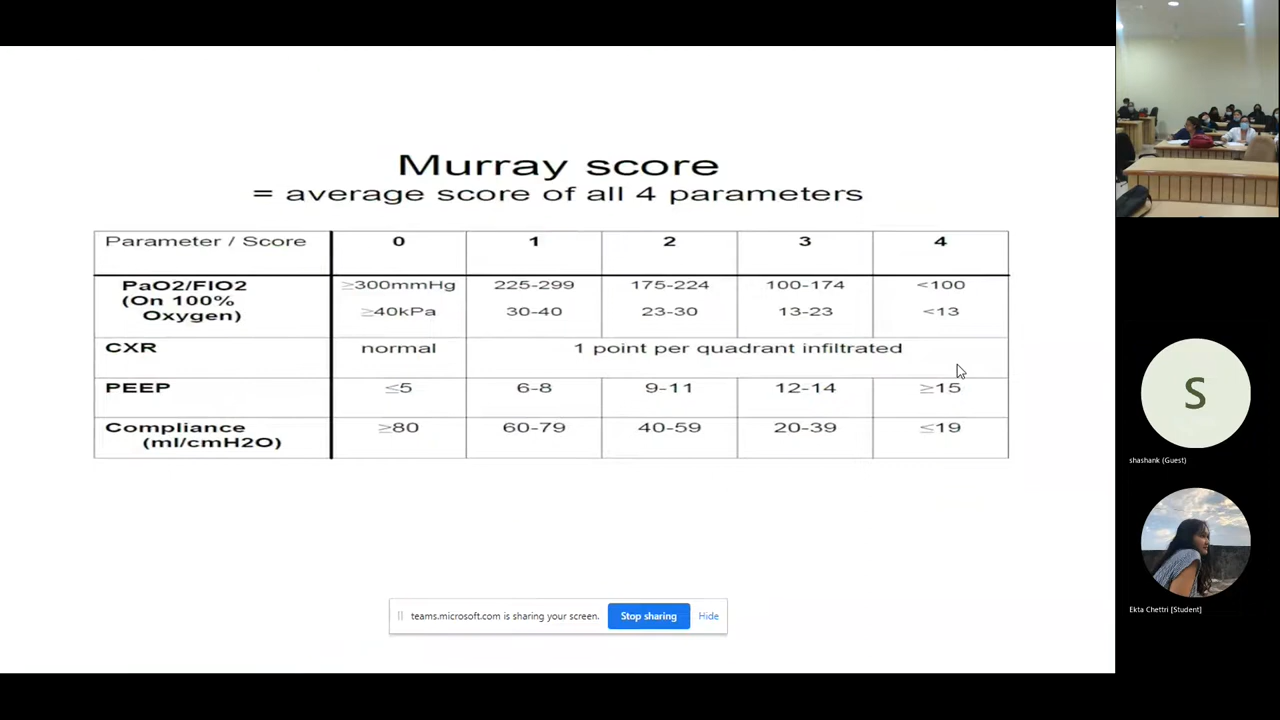 Murray score
= average score of all 4 parameters
Parameter / Score 0 1 2 3 4
PaO2/FIO2 ≥300mmHg 225-299 175-224 100-174 <100
(On 100% ≥40kPa 30-40 23-30 13-23 <13
Oxygen)
CXR normal 1 point per quadrant infiltrated
PEEP ≤5 6-8 9-11 12-14 ≥15
Compliance ≥80 60-79 40-59 20-39 ≤19
(ml/cmH2O)
teams.microsoft.com is sharing your screen. Stop sharing Hide
S
shashank (Guest)
Ekta Chettri [Student]